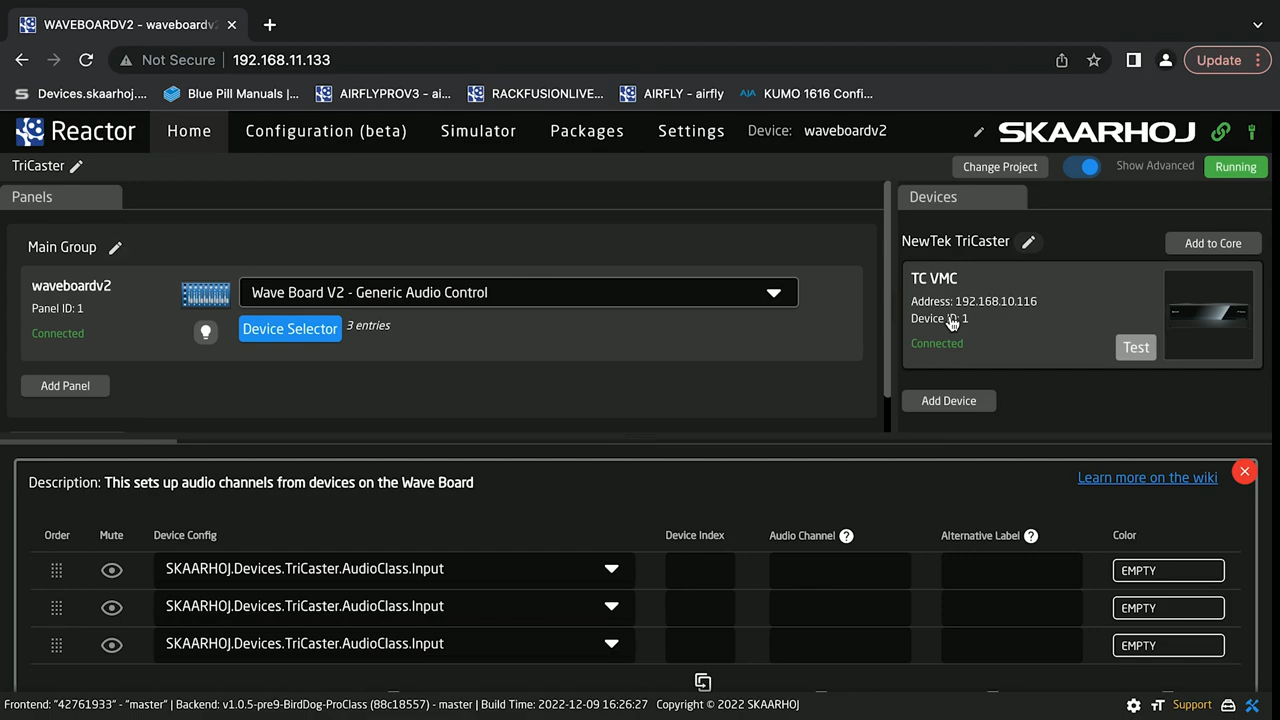 WAVEBOARDV2 - waveboardv2
Not Secure 192.168.11.133
Update
Devices.skaarhoj....
Blue Pill Manuals |...
AIRFLYPROV3 - ai...
RACKFUSIONLIVE...
AIRFLY - airfly
AJA KUMO 1616 Confi...
Reactor
Home
Configuration (beta)
Simulator
Packages
Settings
Device: waveboardv2
SKAARHOJ
TriCaster
Change Project
Show Advanced
Running
Panels
Devices
Main Group
NewTek TriCaster
Add to Core
waveboardv2
Panel ID: 1
Connected
Wave Board V2 - Generic Audio Control
Device Selector
3 entries
TC VMC
Address: 192.168.10.116
Device ID: 1
Connected
Test
Add Panel
Add Device
Description: This sets up audio channels from devices on the Wave Board
Learn more on the wiki
Order Mute Device Config Device Index Audio Channel ? Alternative Label ? Color
SKAARHOJ.Devices.TriCaster.AudioClass.Input EMPTY
SKAARHOJ.Devices.TriCaster.AudioClass.Input EMPTY
SKAARHOJ.Devices.TriCaster.AudioClass.Input EMPTY
Frontend: "42761933" - "master" | Backend: v1.0.5-pre9-BirdDog-ProClass (88c18557) - master | Build Time: 2022-12-09 16:26:27 Copyright © 2022 SKAARHOJ
Support